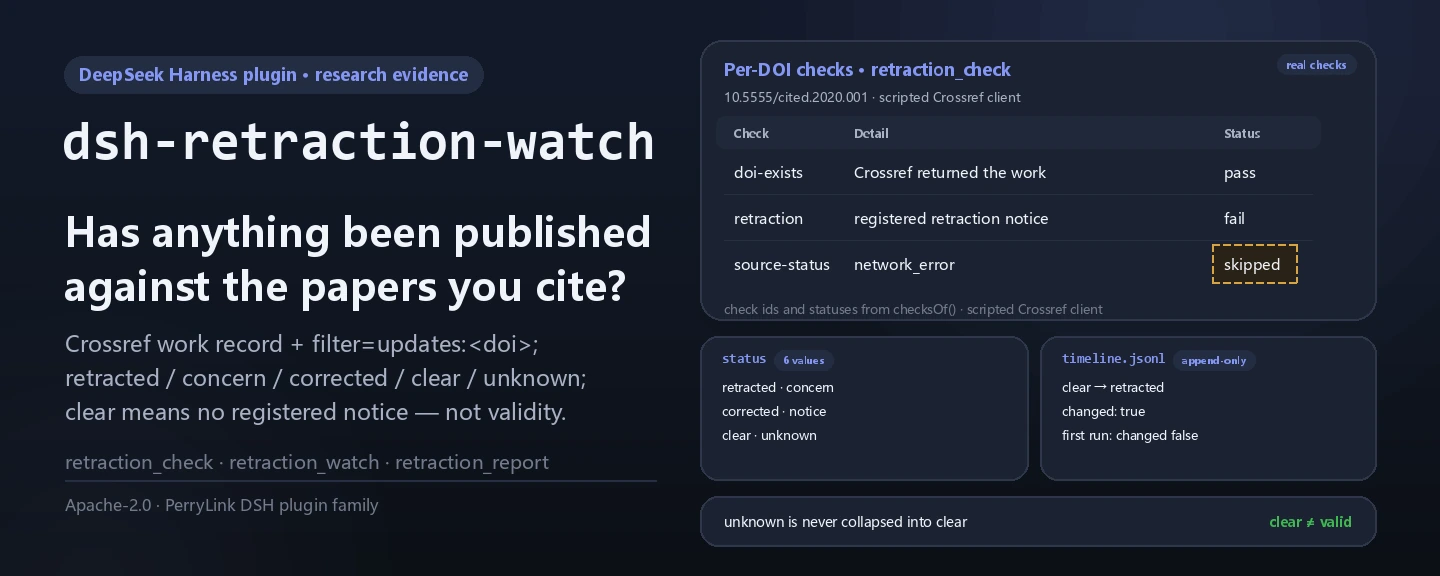 DeepSeek Harness plugin • research evidence
dsh-retraction-watch
Has anything been published
against the papers you cite?
Crossref work record + filter=updates:<doi>;
retracted / concern / corrected / clear / unknown;
clear means no registered notice — not validity.
retraction_check · retraction_watch · retraction_report
Apache-2.0 · PerryLink DSH plugin family
Per-DOI checks • retraction_check
real checks
10.5555/cited.2020.001 · scripted Crossref client
Check Detail Status
doi-exists Crossref returned the work pass
retraction registered retraction notice fail
source-status network_error skipped
check ids and statuses from checksOf() · scripted Crossref client
status 6 values
retracted · concern
corrected · notice
clear · unknown
timeline.jsonl append-only
clear → retracted
changed: true
first run: changed false
unknown is never collapsed into clear
clear ≠ valid